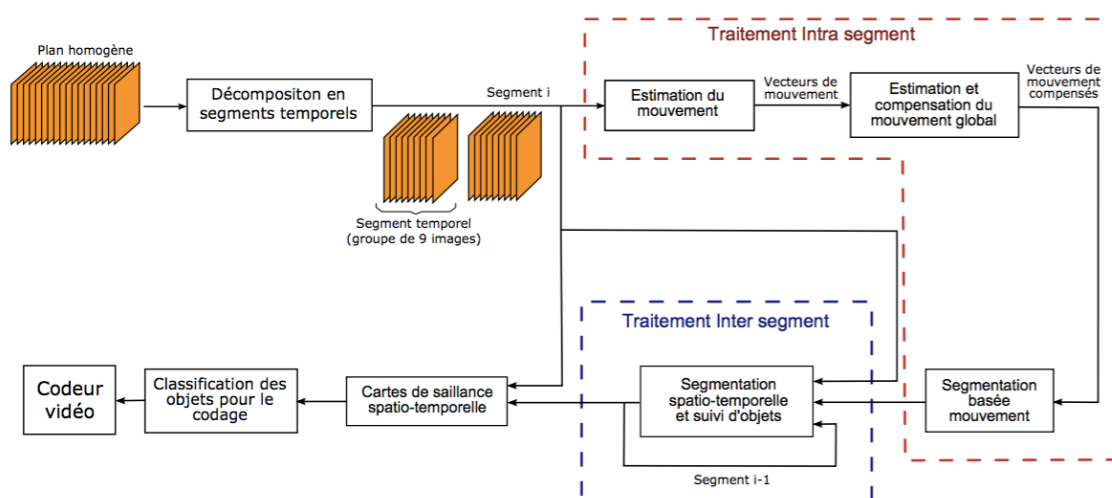 Traitement Intra segment
Plan homogène
Décompositon en
segments temporels
Segment i
Estimation du
mouvement
Vecteurs de
mouvement
Estimation et
compensation du
mouvement global
Vecteurs de
mouvement
compensés
Segment temporel
(groupe de 9 images)
Traitement Inter segment
Codeur
vidéo
Classification des
objets pour le
codage
Cartes de saillance
spatio-temporelle
Segmentation
spatio-temporelle
et suivi d'objets
Segmentation
basée
mouvement
Segment i-1